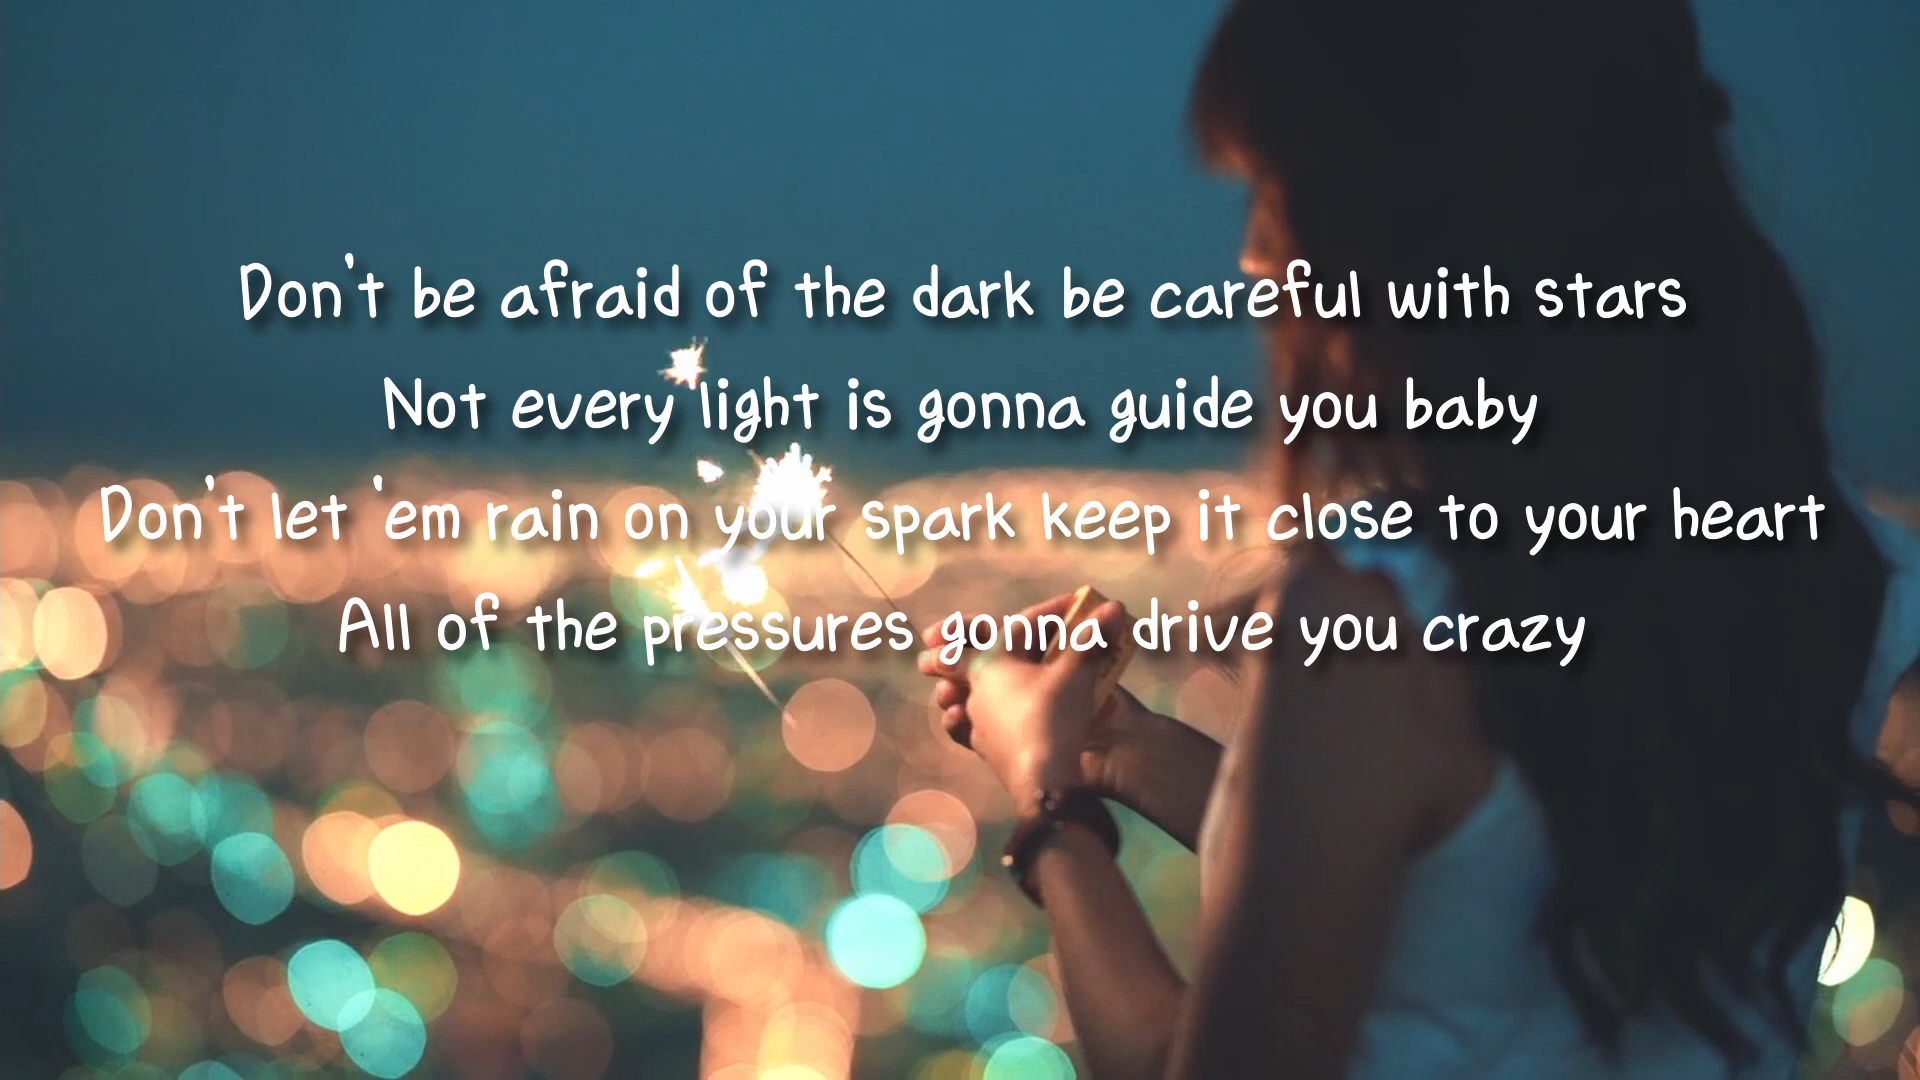 Don't be afraid of the dark be careful with stars
Not every light is gonna guide you baby
Don't let 'em rain on your spark keep it close to your heart
All of the pressures gonna drive you crazy